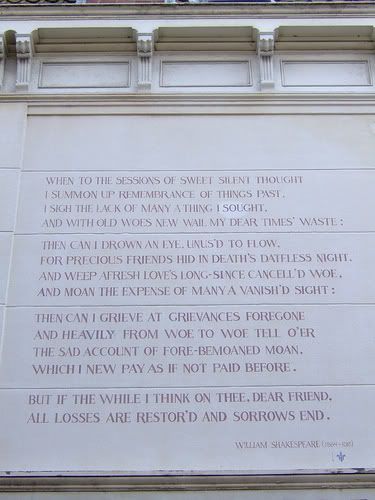 WHEN TO THE SESSIONS OF SWEET SILENT THOUGHT
I SUMMON UP REMEMBRANCE OF THINGS PAST,
I SIGH THE LACK OF MANY A THING I SOUGHT,
AND WITH OLD WOES NEW WAIL MY DEAR TIMES' WASTE:
THEN CAN I DROWN AN EYE, UNUS'D TO FLOW,
FOR PRECIOUS FRIENDS HID IN DEATH'S DATELESS NIGHT,
AND WEEP AFRESH LOVE'S LONG-SINCE CANCELL'D WOE,
AND MOAN THE EXPENSE OF MANY A VANISH'D SIGHT:
THEN CAN I GRIEVE AT GRIEVANCES FOREGONE
AND HEAVILY FROM WOE TO WOE TELL O'ER
THE SAD ACCOUNT OF FORE-BEMOANED MOAN,
WHICH I NEW PAY AS IF NOT PAID BEFORE.
BUT IF THE WHILE I THINK ON THEE, DEAR FRIEND,
ALL LOSSES ARE RESTOR'D AND SORROWS END.
WILLIAM SHAKESPEARE